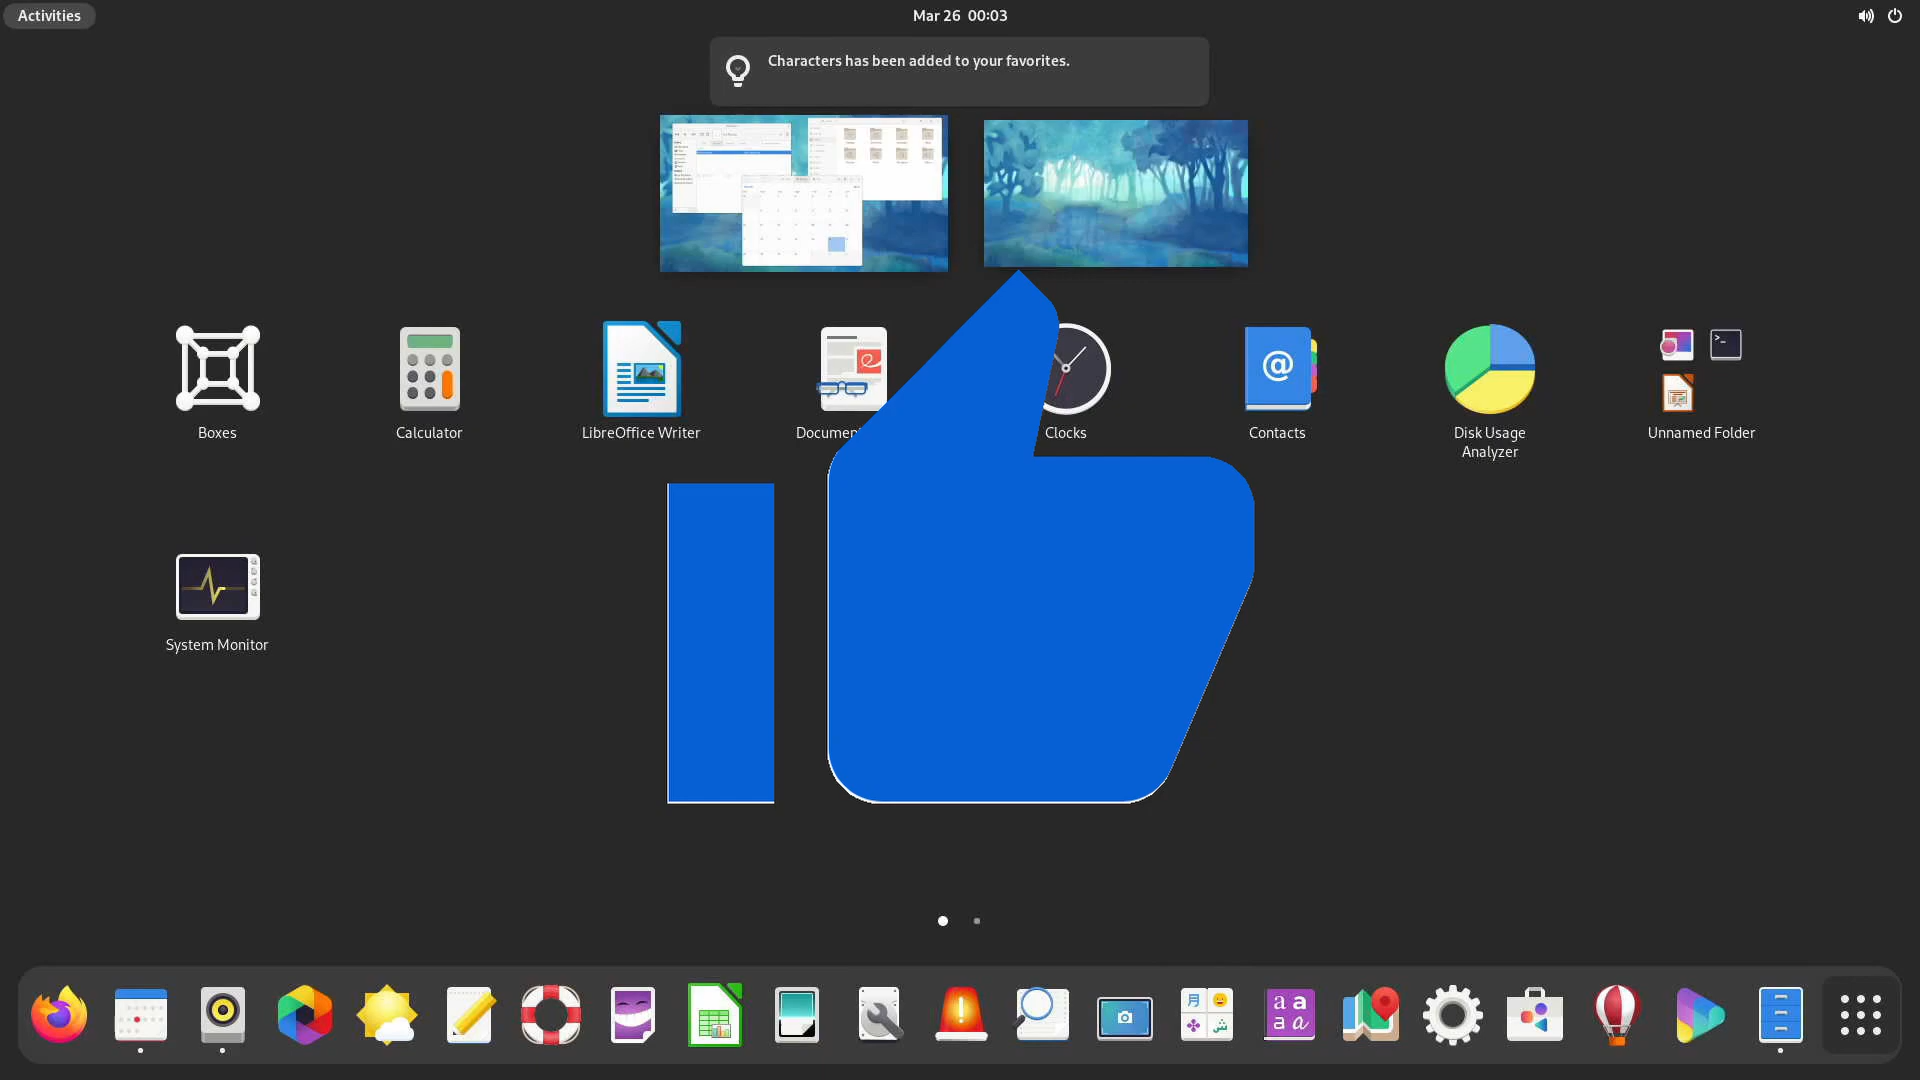 Activities
Mar 26 00:03
Characters has been added to your favorites.
Boxes
Calculator
LibreOffice Writer
Documen
Clocks
Contacts
Disk Usage
Analyzer
Unnamed Folder
System Monitor